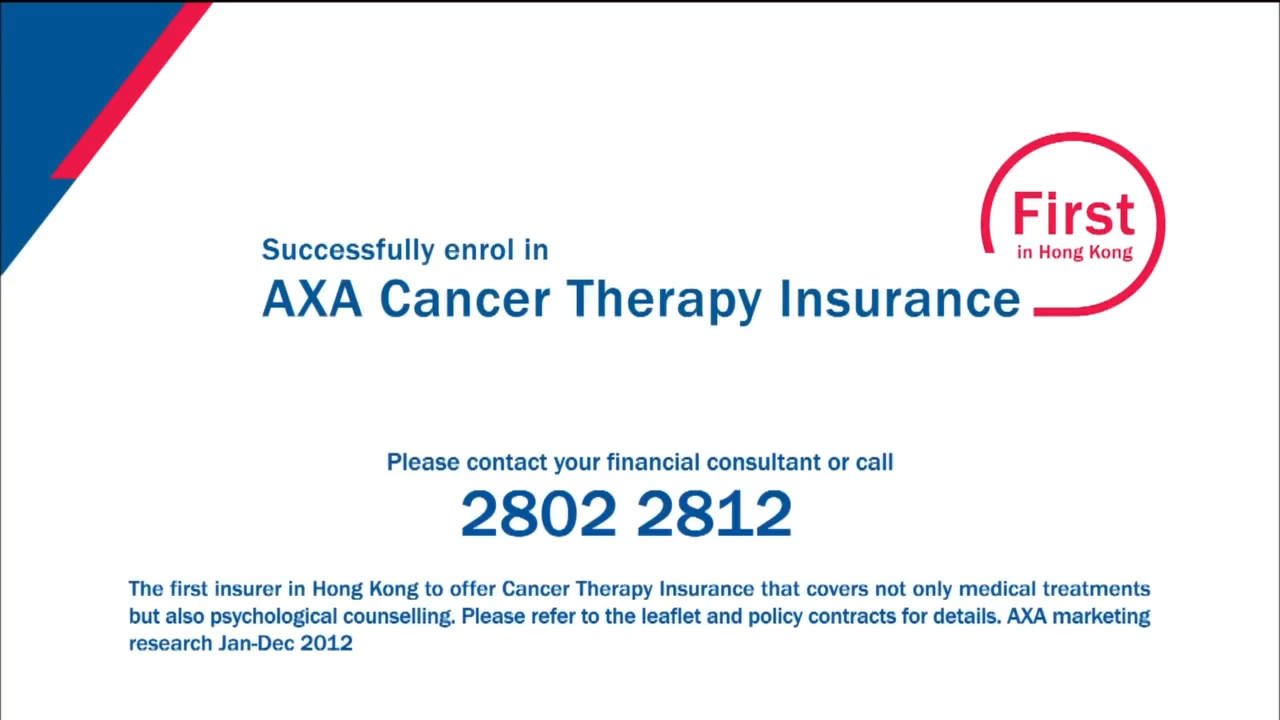 First
in Hong Kong
Successfully enrol in
AXA Cancer Therapy Insurance
Please contact your financial consultant or call
2802 2812
The first insurer in Hong Kong to offer Cancer Therapy Insurance that covers not only medical treatments
but also psychological counselling. Please refer to the leaflet and policy contracts for details. AXA marketing
research Jan-Dec 2012